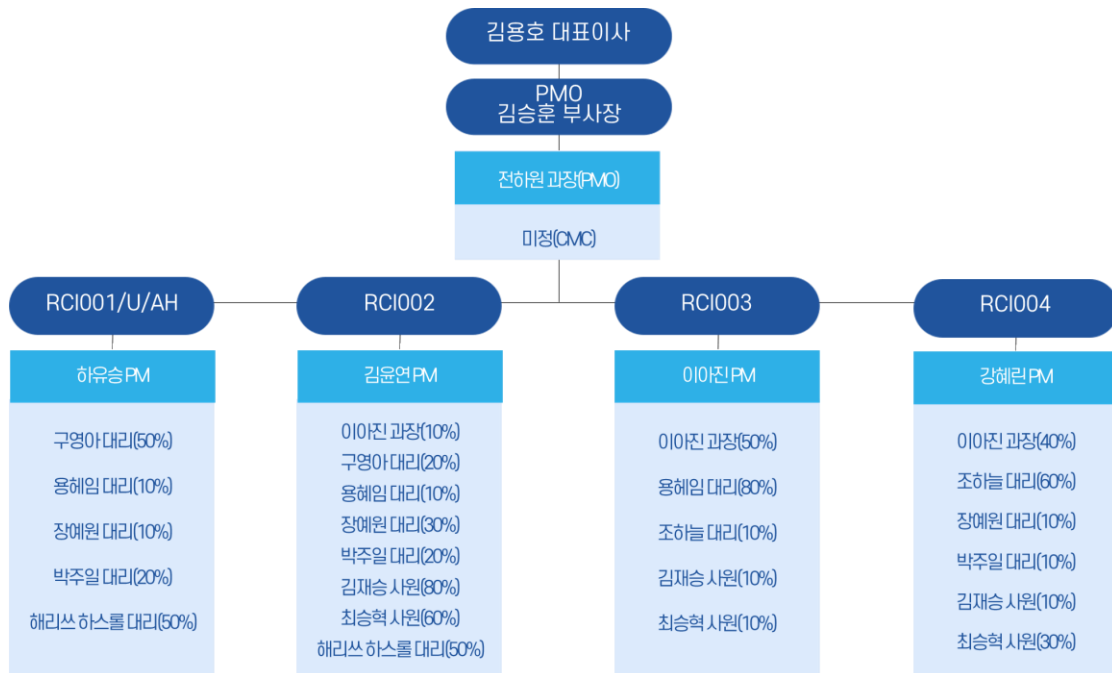 김용호 대표이사
PMO
김승훈 부사장
전하원 과장(PMO)
미정(CMC)
RCI001/U/AH
하유승 PM
구영아 대리(50%)
용혜임 대리(10%)
장예원 대리(10%)
박주일 대리(20%)
해리쓰 하스롤 대리(50%)
RCI002
김윤연 PM
이아진 과장(10%)
구영아 대리(20%)
용혜임 대리(10%)
장예원 대리(30%)
박주일 대리(20%)
김재승 사원(80%)
최승혁 사원(60%)
해리쓰 하스롤 대리(50%)
RCI003
이아진 PM
이아진 과장(50%)
용혜임 대리(80%)
조하늘 대리(10%)
김재승 사원(10%)
최승혁 사원(10%)
RCI004
강혜린 PM
이아진 과장(40%)
조하늘 대리(60%)
장예원 대리(10%)
박주일 대리(10%)
김재승 사원(10%)
최승혁 사원(30%)